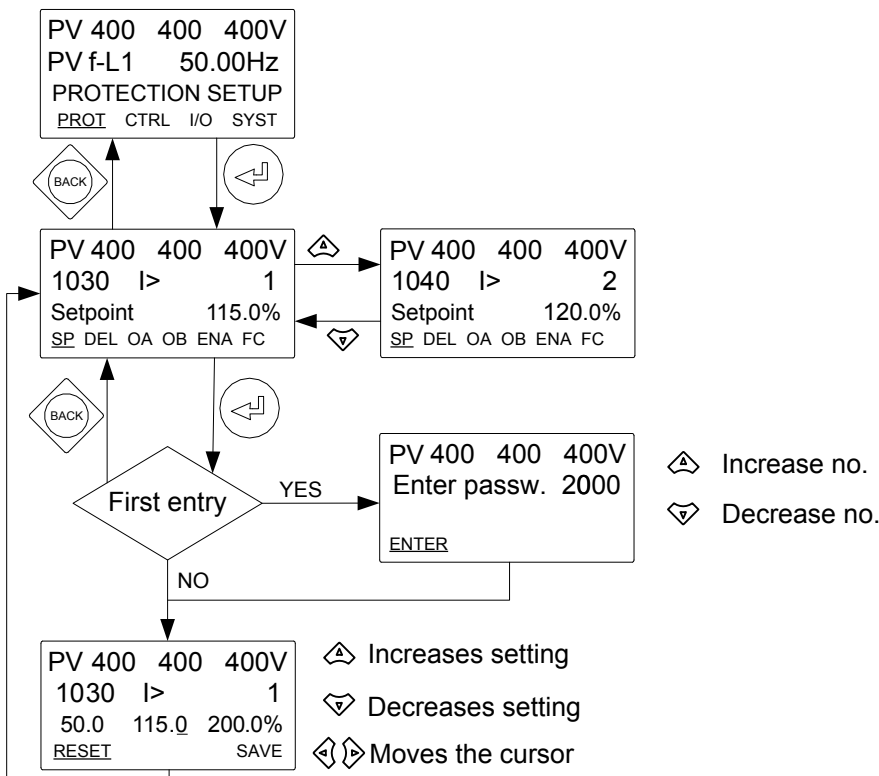 PV 400 400 400V
PV f-L1 50.00Hz
PROTECTION SETUP
PROT CTRL I/O SYST
BACK
PV 400 400 400V
1030 I> 1
Setpoint 115.0%
SP DEL OA OB ENA FC
PV 400 400 400V
1040 I> 2
Setpoint 120.0%
SP DEL OA OB ENA FC
BACK
First entry
YES
NO
PV 400 400 400V
Enter passw. 2000
ENTER
Increase no.
Decrease no.
PV 400 400 400V
1030 I> 1
50.0 115.0 200.0%
RESET SAVE
Increases setting
Decreases setting
Moves the cursor